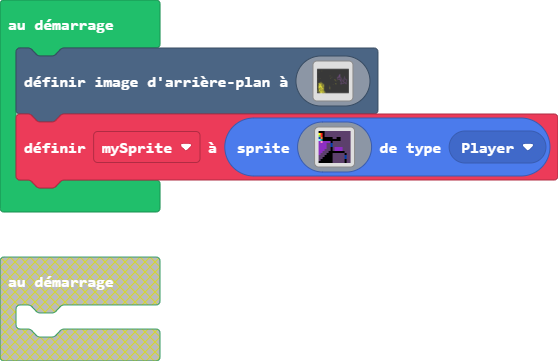 au démarrage
définir image d'arrière-plan à
définir mySprite à sprite de type Player
au démarrage